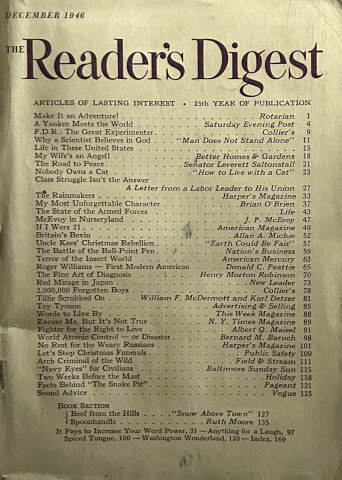 DECEMBER 1946
THE Reader's Digest
ARTICLES OF LASTING INTEREST · 25th YEAR OF PUBLICATION
Make It an Adventure! . . . Rotarian 1
A Yankee Meets the World . . . Saturday Evening Post 4
F.D.R.: The Great Experimenter . . . Collier's 9
Why a Scientist Believes in God . . . "Man Does Not Stand Alone" 11
Life in These United States . . . 15
My Wife's an Angel! . . . Better Homes & Gardens 18
The Road to Peace . . . Senator Leverett Saltonstall 21
Nobody Owns a Cat . . . "How to Live with a Cat" 23
Class Struggle Isn't the Answer
A Letter from a Labor Leader to His Union 27
The Rainmakers . . . Harper's Magazine 33
My Most Unforgettable Character . . . Brian O'Brien 37
The State of the Armed Forces . . . Life 43
McEvoy in Nurseryland . . . J. P. McEvoy 47
If I Were 21 . . . American Magazine 49
Britain's Bevin . . . Allan A. Michie 52
Uncle Kees' Christmas Rebellion . . . "Earth Could Be Fair" 57
The Battle of the Ball-Point Pen . . . Nation's Business 59
Terror of the Insect World . . . American Mercury 63
Roger Williams — First Modern American . . . Donald C. Peattie 65
The Fine Art of Diagnosis . . . Henry Morton Robinson 70
Red Mirage in Japan . . . New Leader 73
2,000,000 Forgotten Boys . . . Collier's 78
Tillie Scrubbed On . . . William F. McDermott and Karl Detzer 81
Toy Tycoon . . . Advertising & Selling 85
Words to Live By . . . This Week Magazine 88
Excuse Me, But It's Not True . . . N. Y. Times Magazine 89
Fighter for the Right to Live . . . Albert Q. Maisel 91
World Atomic-Control — or Disaster . . . Bernard M. Baruch 98
No Rest for the Weary Russians . . . Harper's Magazine 101
Let's Stop Christmas Funerals . . . Public Safety 109
Arch Criminal of the Wild . . . Field & Stream 111
"Navy Eyes" for Civilians . . . Baltimore Sunday Sun 115
Two Weeks Before the Mast . . . Holiday 118
Facts Behind "The Snake Pit" . . . Pageant 121
Sound Advice . . . Vogue 125
BOOK SECTION
Beef from the Hills . . . "Snow Above Town" 127
Spoonhandle . . . Ruth Moore 135
It Pays to Increase Your Word Power, 31 — Anything for a Laugh, 97
Spiced Tongue, 100 — Washington Wonderland, 120 — Index, 169